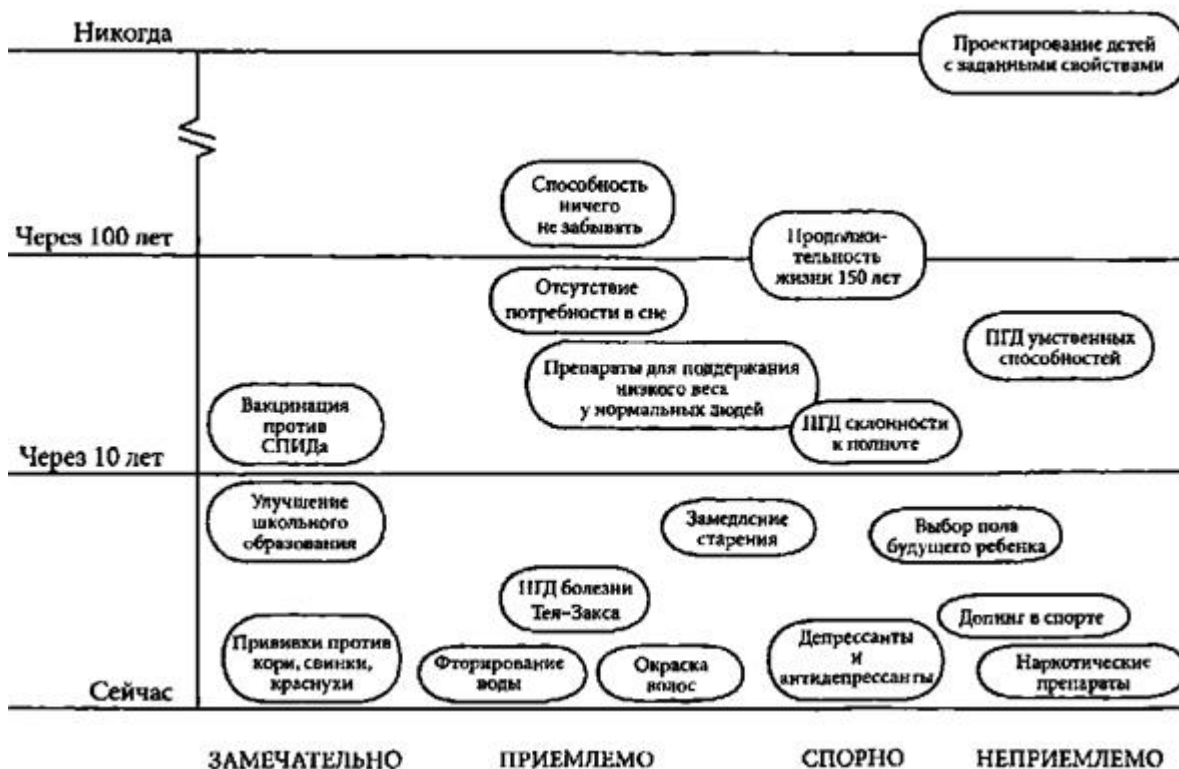 Никогда
Проектирование детей
с заданными свойствами
Способность
ничего
не забывать
Через 100 лет
Продолжи-
тельность
жизни 150 лет
Отсутствие
потребности в сне
ПГД умственных
способностей
Препараты для поддержания
низкого веса
у нормальных людей
Вакцинация
против
СПИДа
ПГД склонности
к полноте
Через 10 лет
Улучшение
школьного
образования
Замедление
старения
Выбор пола
будущего ребенка
ПГД болезни
Тея–Закса
Допинг в спорте
Прививки против
кори, свинки,
краснухи
Фторирование
воды
Окраска
волос
Депрессанты
и
антидепрессанты
Наркотические
препараты
Сейчас
ЗАМЕЧАТЕЛЬНО
ПРИЕМЛЕМО
СПОРНО
НЕПРИЕМЛЕМО